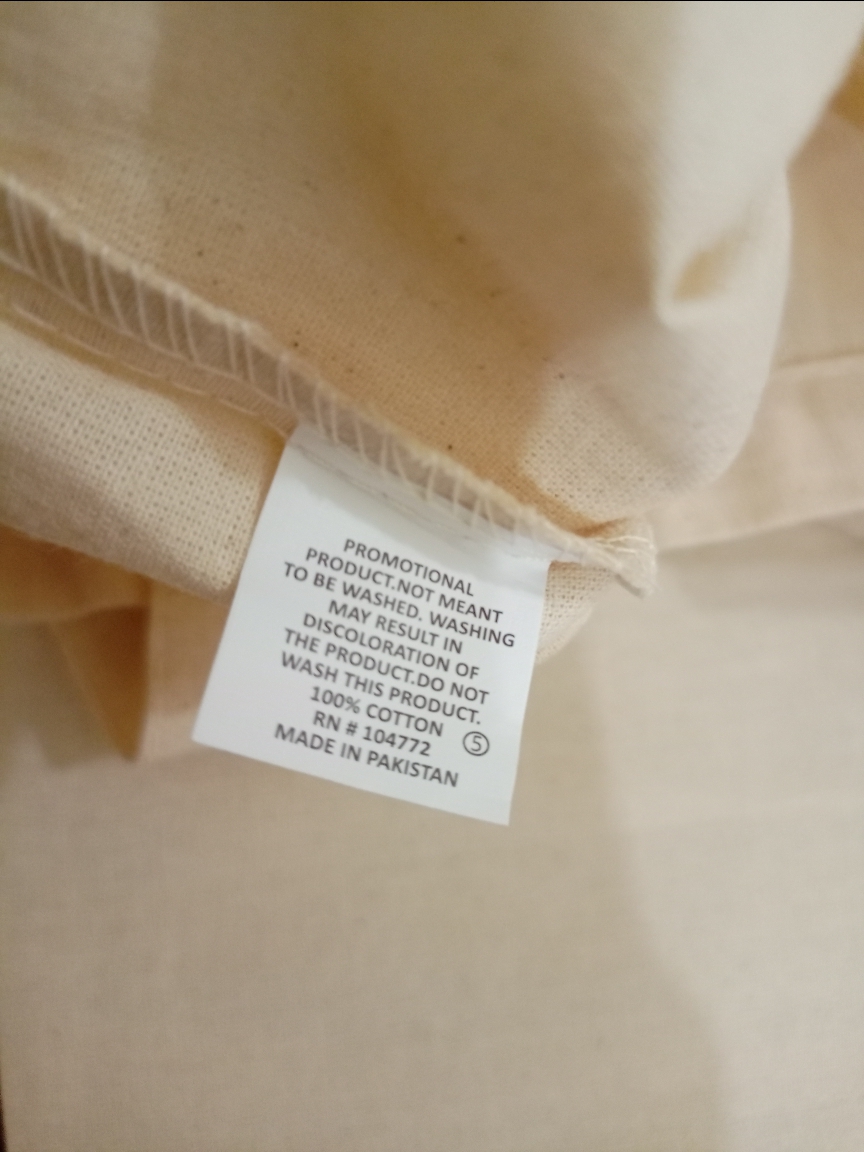 PROMOTIONAL
PRODUCT.NOT MEANT
TO BE WASHED. WASHING
MAY RESULT IN
DISCOLORATION OF
THE PRODUCT.DO NOT
WASH THIS PRODUCT.
100% COTTON
RN # 104772 5
MADE IN PAKISTAN